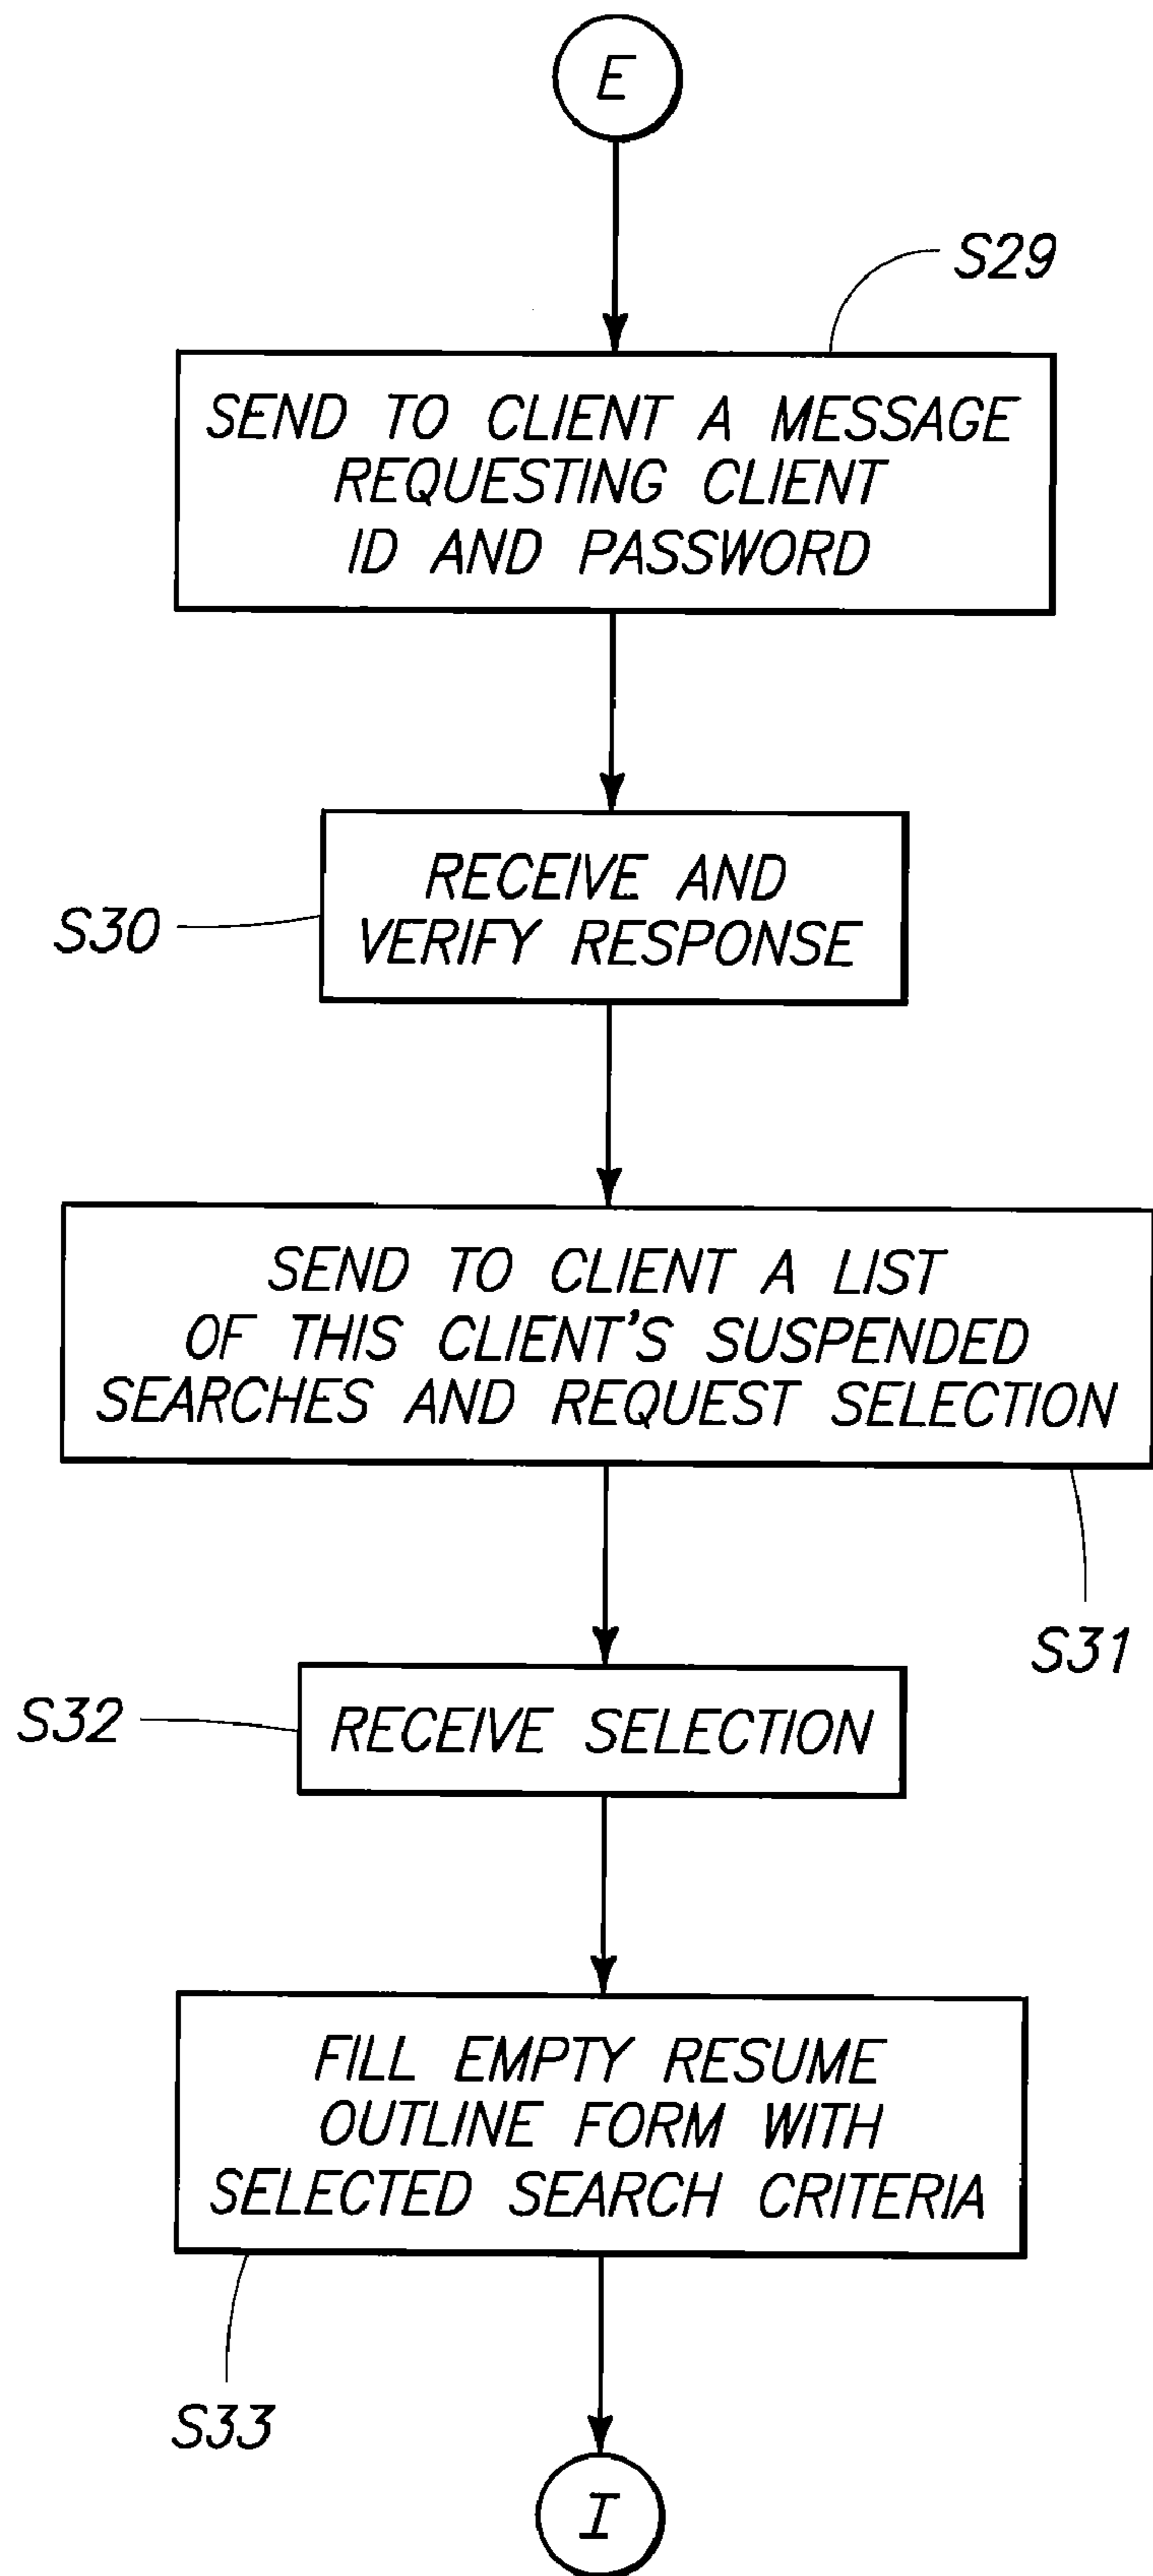 E
S29
SEND TO CLIENT A MESSAGE
REQUESTING CLIENT
ID AND PASSWORD
RECEIVE AND
VERIFY RESPONSE
S30
SEND TO CLIENT A LIST
OF THIS CLIENT'S SUSPENDED
SEARCHES AND REQUEST SELECTION
S31
S32
RECEIVE SELECTION
FILL EMPTY RESUME
OUTLINE FORM WITH
SELECTED SEARCH CRITERIA
S33
I